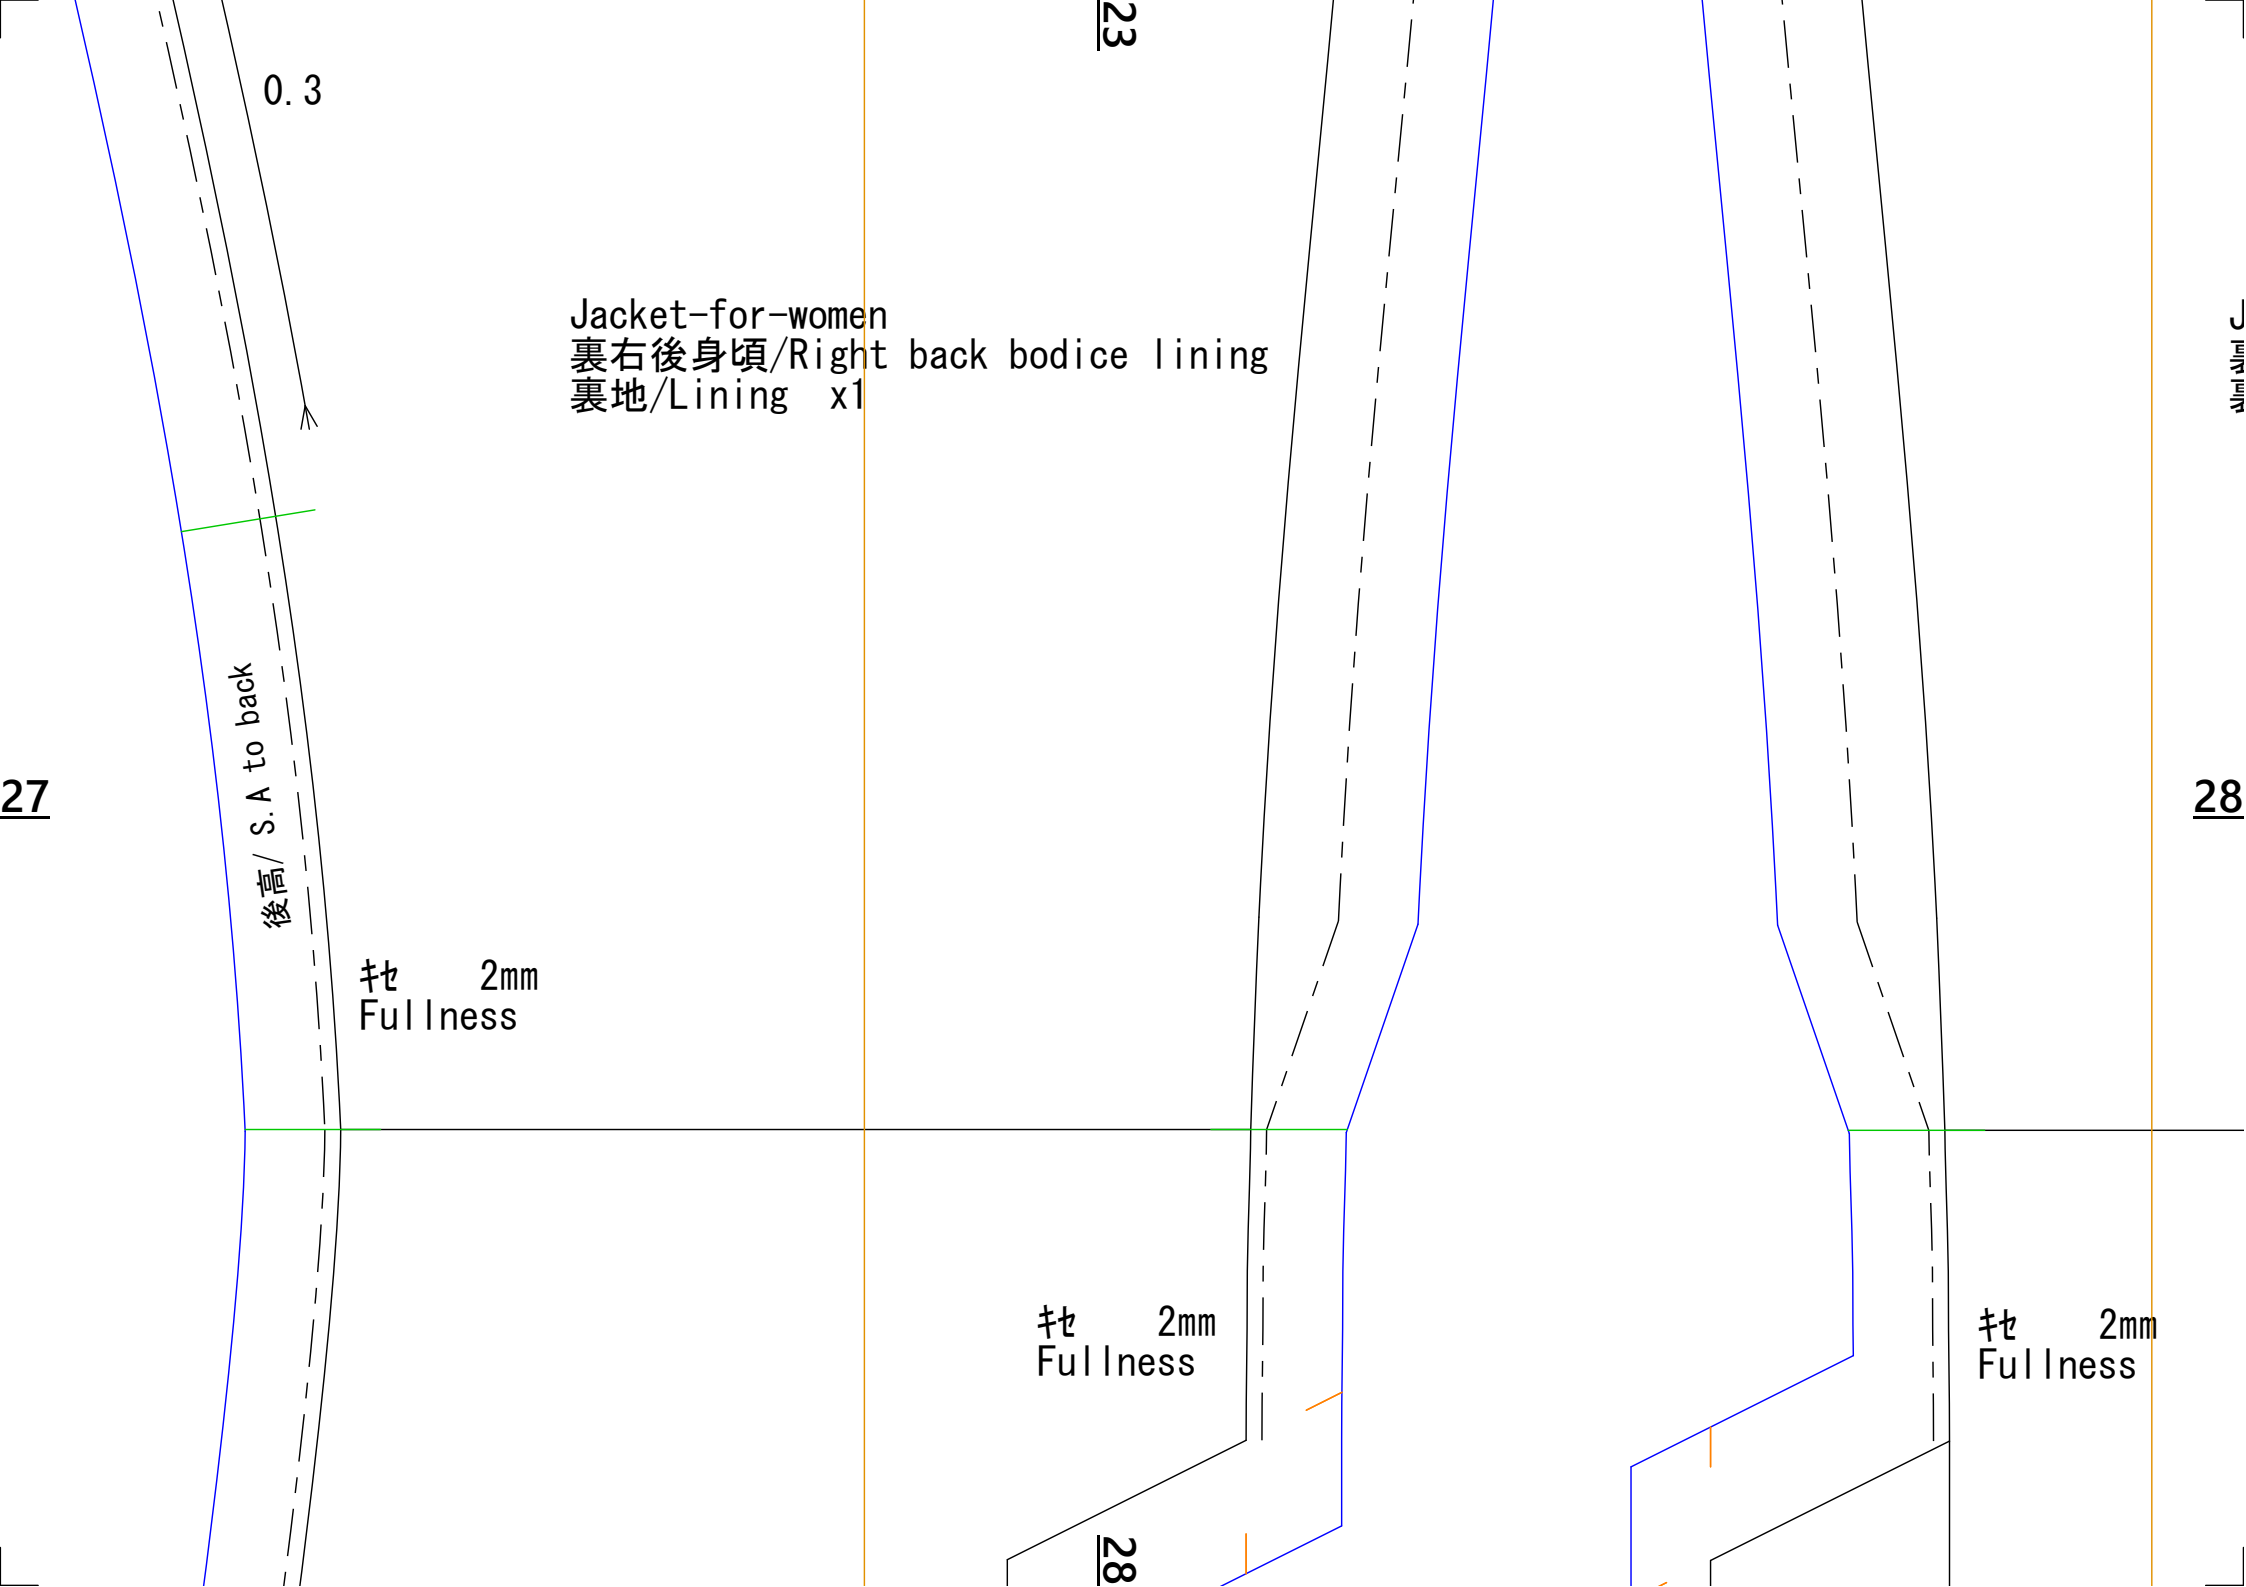 23
0.3
Jacket-for-women
裏右後身頃/Right back bodice lining
裏地/Lining x1
J
裏
裏
後高/ S.A to back
27
28
ｷｾ 2mm
Fullness
ｷｾ 2mm
Fullness
ｷｾ 2mm
Fullness
28